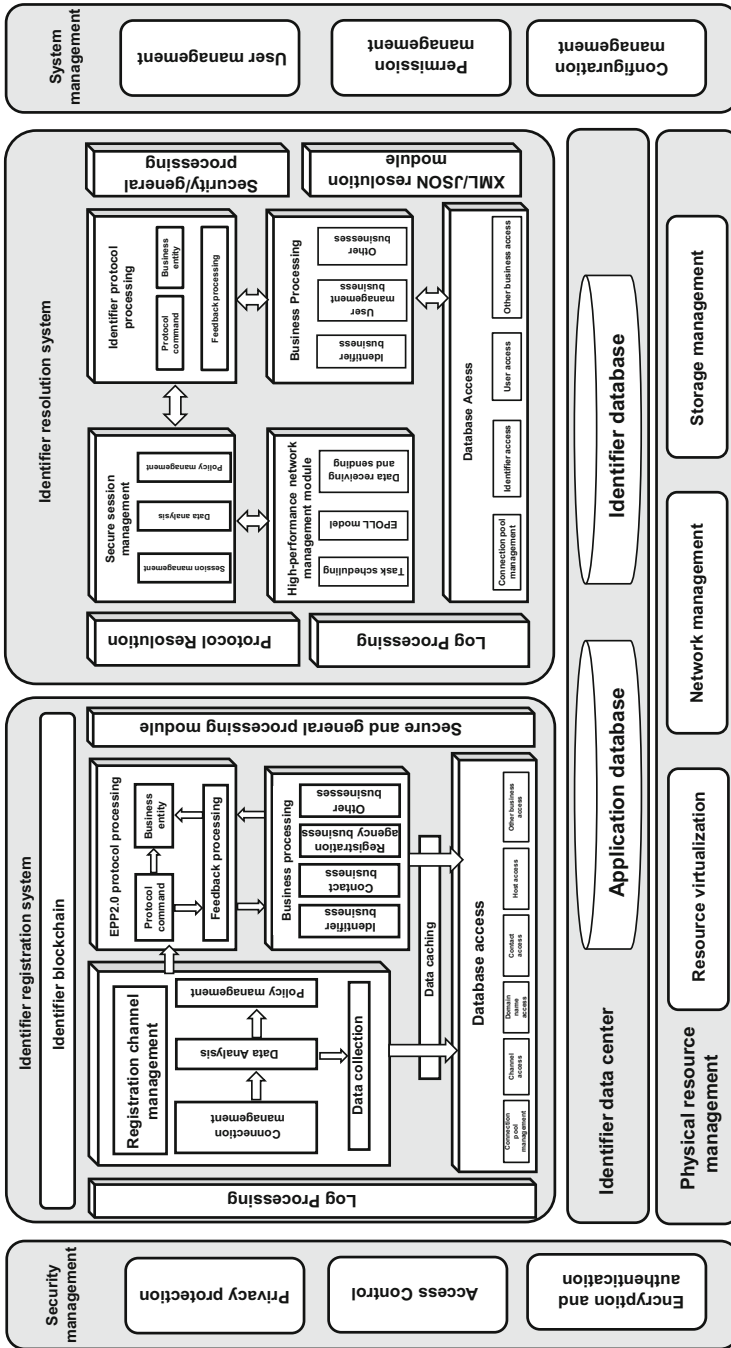 Security
management
Privacy protection
Access Control
Encryption and
authentication
Identifier registration system
Identifier blockchain
Log Processing
Registration channel
management
Connection
management
Data Analysis
Policy management
Data collection
EPP2.0 protocol processing
Protocol
command
Business
entity
Feedback processing
Business processing
Identifier
business
Contact
business
Registration
agency business
Other
businesses
Secure and general processing module
Data caching
Database access
Connection
pool
management
Channel
access
Domain
name
access
Contact
access
Host access
Other business
access
Identifier resolution system
Protocol Resolution
Log Processing
Secure session
management
Session management
Data analysis
Policy management
High-performance network
management module
Task scheduling
EPOLL model
Data receiving
and sending
Identifier protocol
processing
Protocol
command
Business
entity
Feedback processing
Business Processing
Identifier
business
User
management
business
Other
businesses
Security/general
processing
XML/JSON resolution
module
Database Access
Connection pool
management
Identifier access
User access
Other business access
System
management
User management
Permission
management
Configuration
management
Identifier data center
Application database
Identifier database
Physical resource
management
Resource virtualization
Network management
Storage management